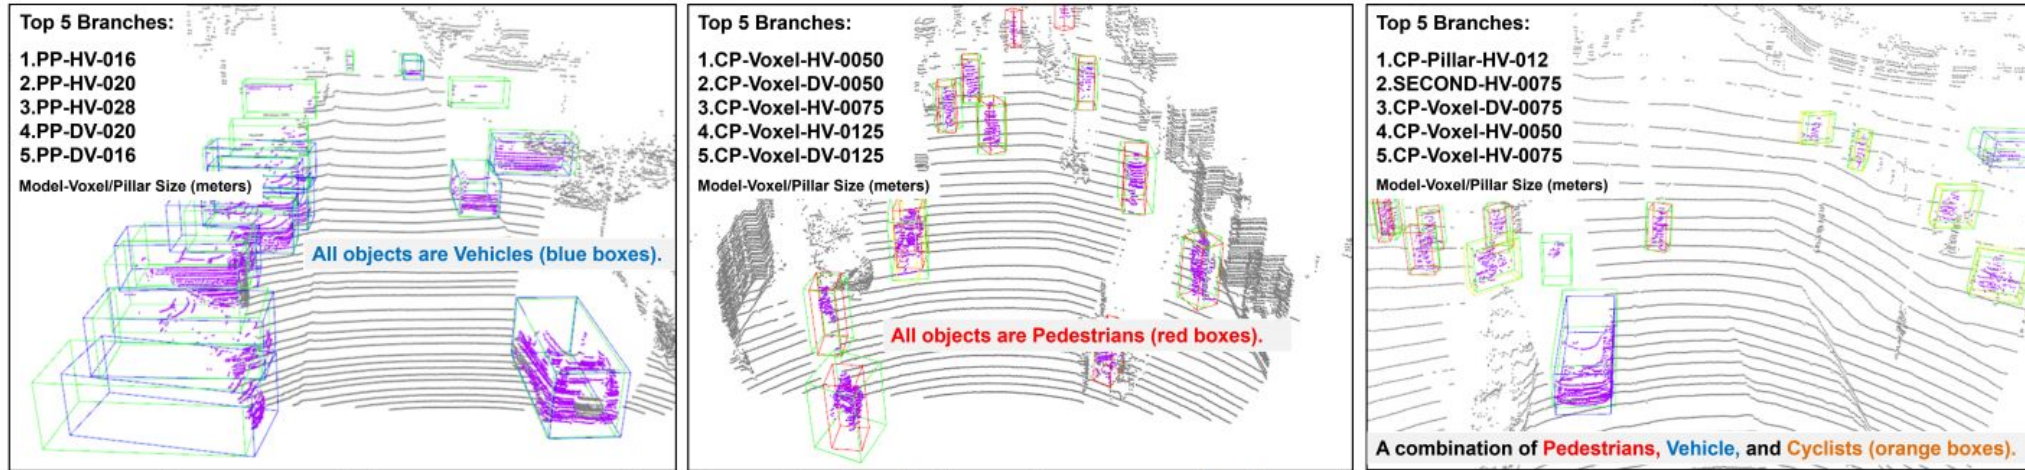 Top 5 Branches:
1.PP-HV-016
2.PP-HV-020
3.PP-HV-028
4.PP-DV-020
5.PP-DV-016
Model-Voxel/Pillar Size (meters)
All objects are Vehicles (blue boxes).
Top 5 Branches:
1.CP-Voxel-HV-0050
2.CP-Voxel-DV-0050
3.CP-Voxel-HV-0075
4.CP-Voxel-HV-0125
5.CP-Voxel-DV-0125
Model-Voxel/Pillar Size (meters)
All objects are Pedestrians (red boxes).
Top 5 Branches:
1.CP-Pillar-HV-012
2.SECOND-HV-0075
3.CP-Voxel-DV-0075
4.CP-Voxel-HV-0050
5.CP-Voxel-HV-0075
Model-Voxel/Pillar Size (meters)
A combination of Pedestrians, Vehicle, and Cyclists (orange boxes).